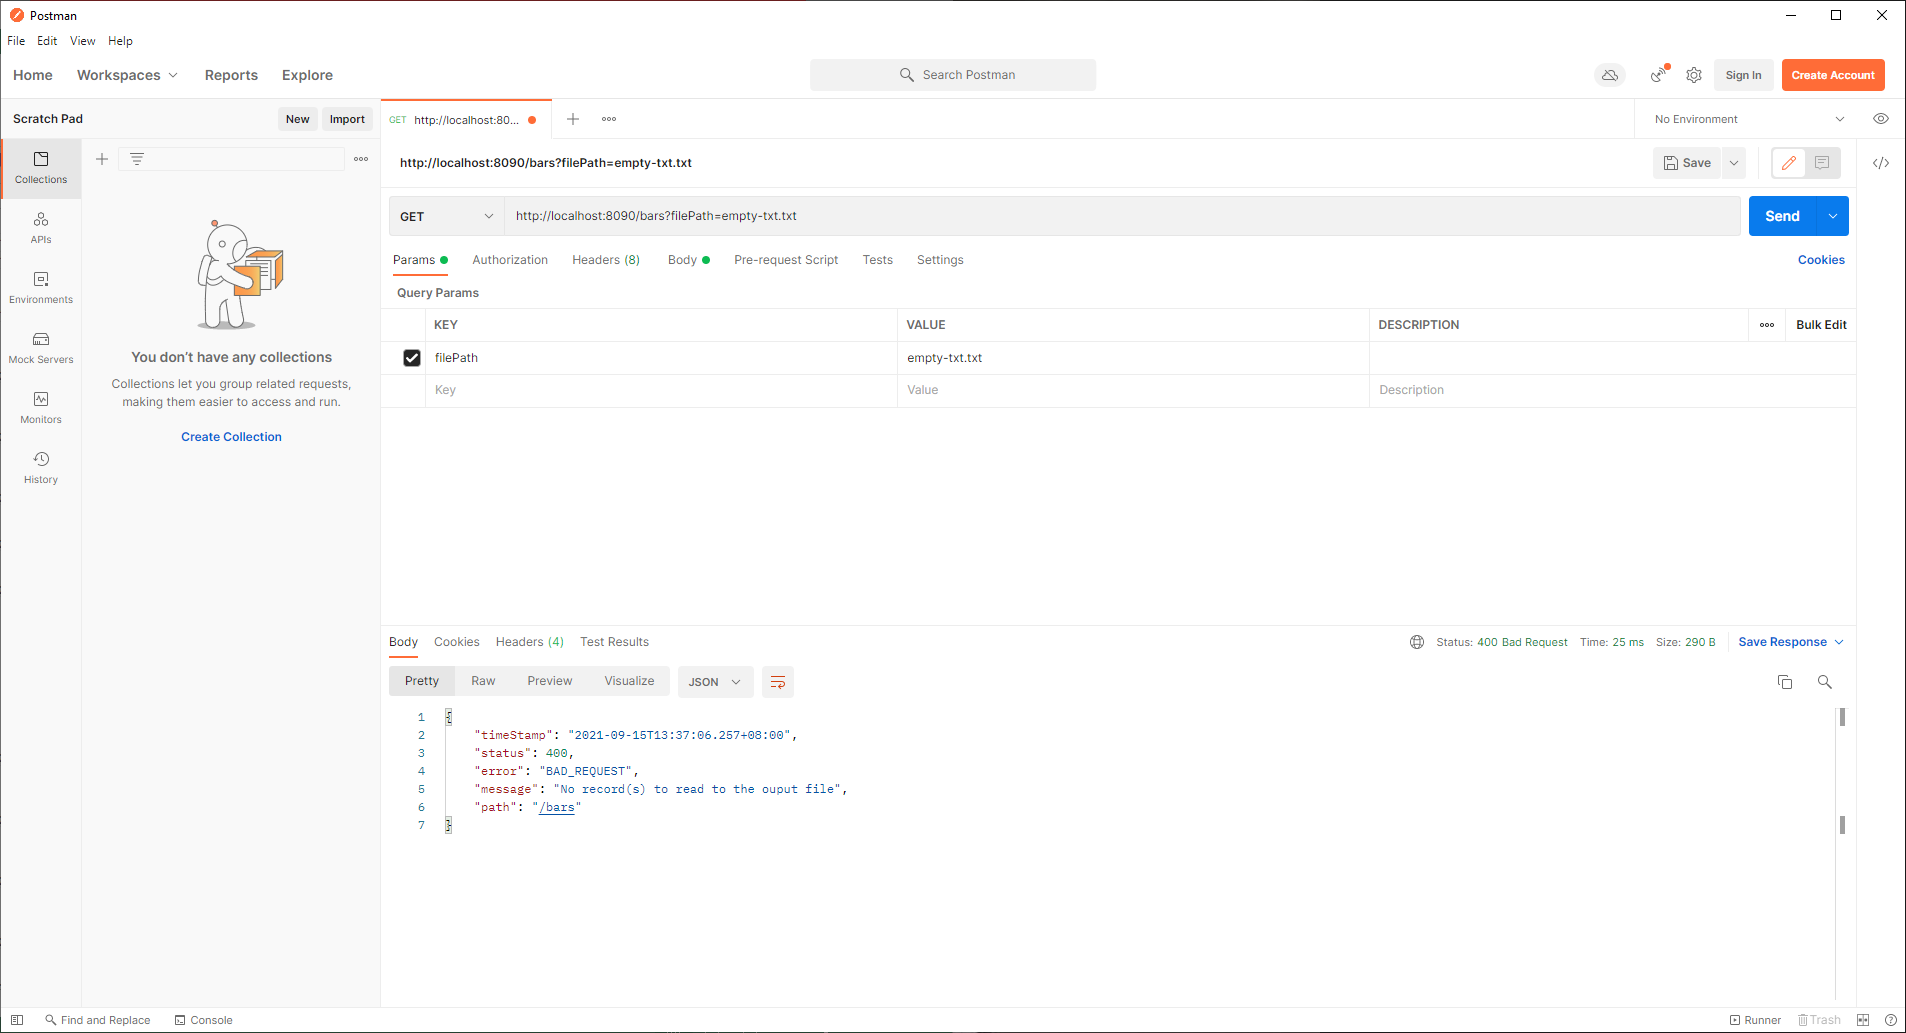 Postman
File Edit View Help
Home Workspaces Reports Explore
Search Postman
Sign In
Create Account
Scratch Pad
New
Import
GET http://localhost:80...
No Environment
Collections
APIs
Environments
Mock Servers
Monitors
History
You don't have any collections
Collections let you group related requests,
making them easier to access and run.
Create Collection
http://localhost:8090/bars?filePath=empty-txt.txt
Save
GET
http://localhost:8090/bars?filePath=empty-txt.txt
Send
Params Authorization Headers (8) Body Pre-request Script Tests Settings
Cookies
Query Params
KEY VALUE DESCRIPTION
Bulk Edit
filePath empty-txt.txt
Key Value Description
Body Cookies Headers (4) Test Results
Status: 400 Bad Request Time: 25 ms Size: 290 B
Save Response
Pretty Raw Preview Visualize JSON
1 {
2 "timeStamp": "2021-09-15T13:37:06.257+08:00",
3 "status": 400,
4 "error": "BAD_REQUEST",
5 "message": "No record(s) to read to the ouput file",
6 "path": "/bars"
7 }
Find and Replace Console
Runner Trash